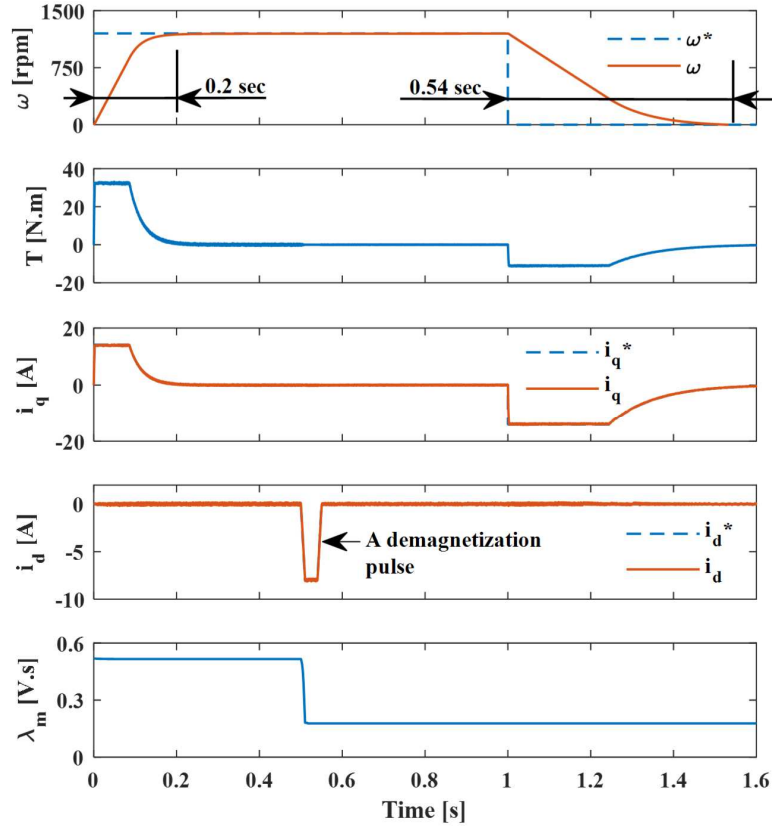 1500
750
0
ω [rpm]
0.2 sec
0.54 sec
ω*
ω
40
20
0
-20
T [N.m]
20
0
-20
i_q [A]
i_q*
i_q
0
-5
-10
i_d [A]
A demagnetization
pulse
i_d*
i_d
0.6
0.3
0
λ_m [V.s]
0 0.2 0.4 0.6 0.8 1 1.2 1.4 1.6
Time [s]